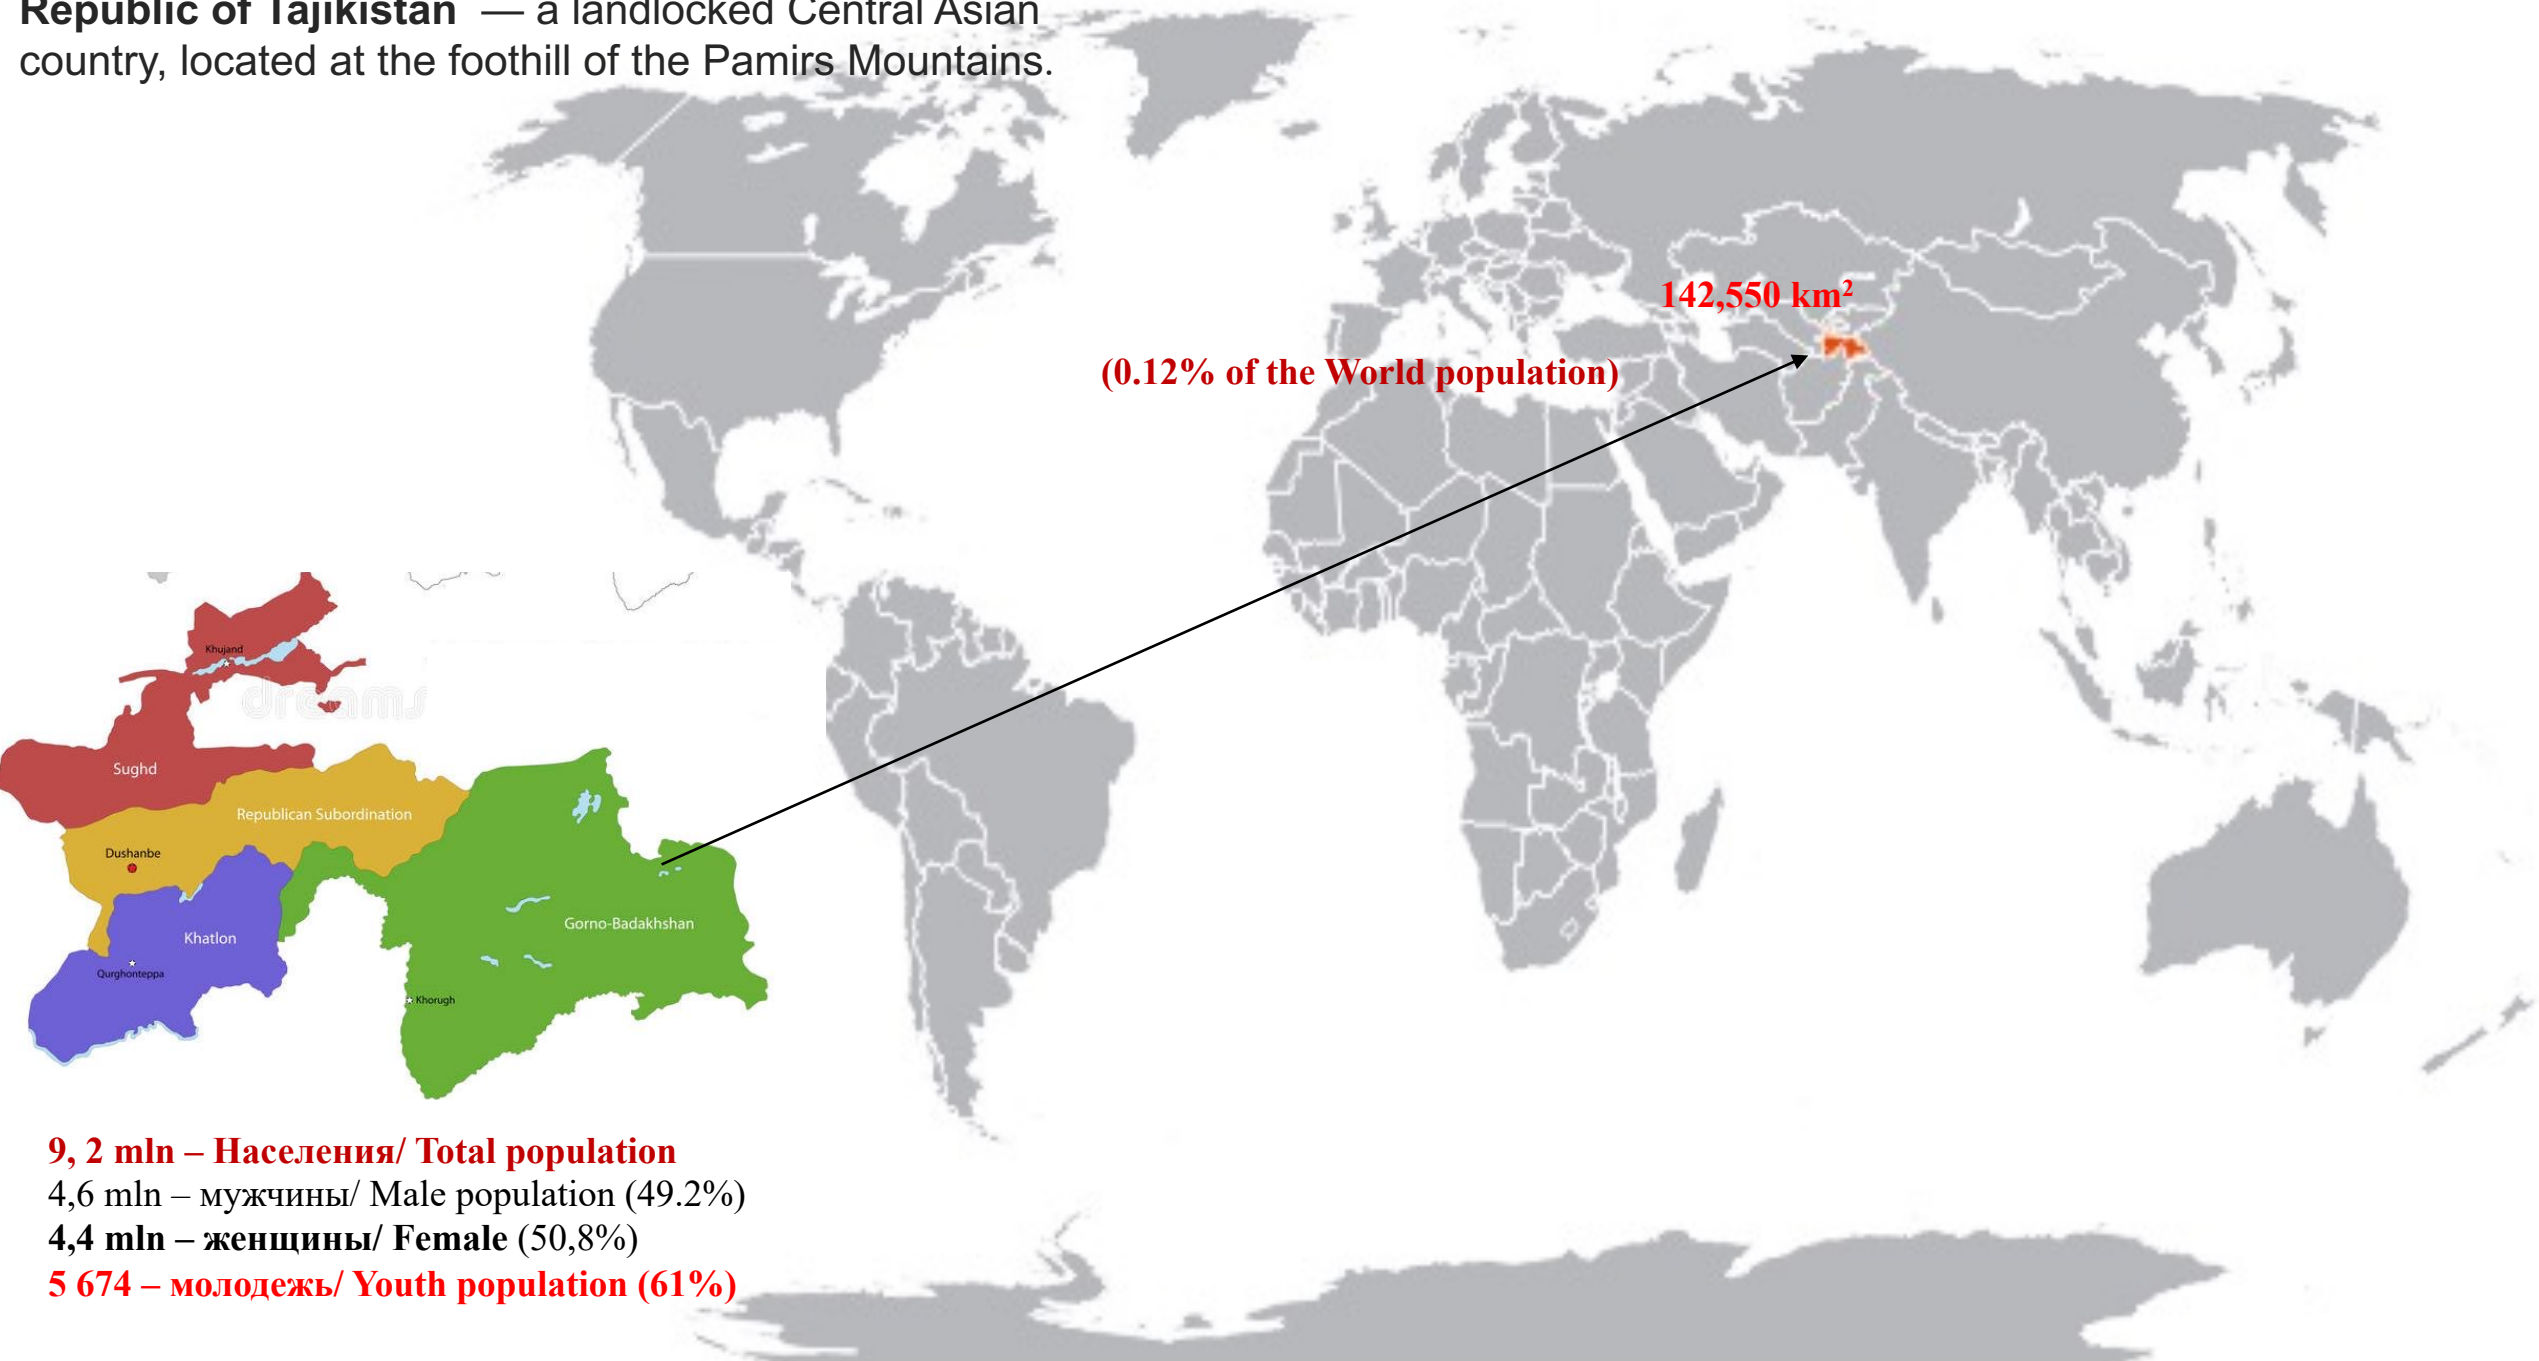 Republic of Tajikistan — a landlocked Central Asian
country, located at the foothill of the Pamirs Mountains.
142,550 km²
(0.12% of the World population)
Khujand
dreams
Sughd
Republican Subordination
Dushanbe
Gorno-Badakhshan
Khatlon
Qurghonteppa
Khorugh
9, 2 mln – Населения/ Total population
4,6 mln – мужчины/ Male population (49.2%)
4,4 mln – женщины/ Female (50,8%)
5 674 – молодежь/ Youth population (61%)